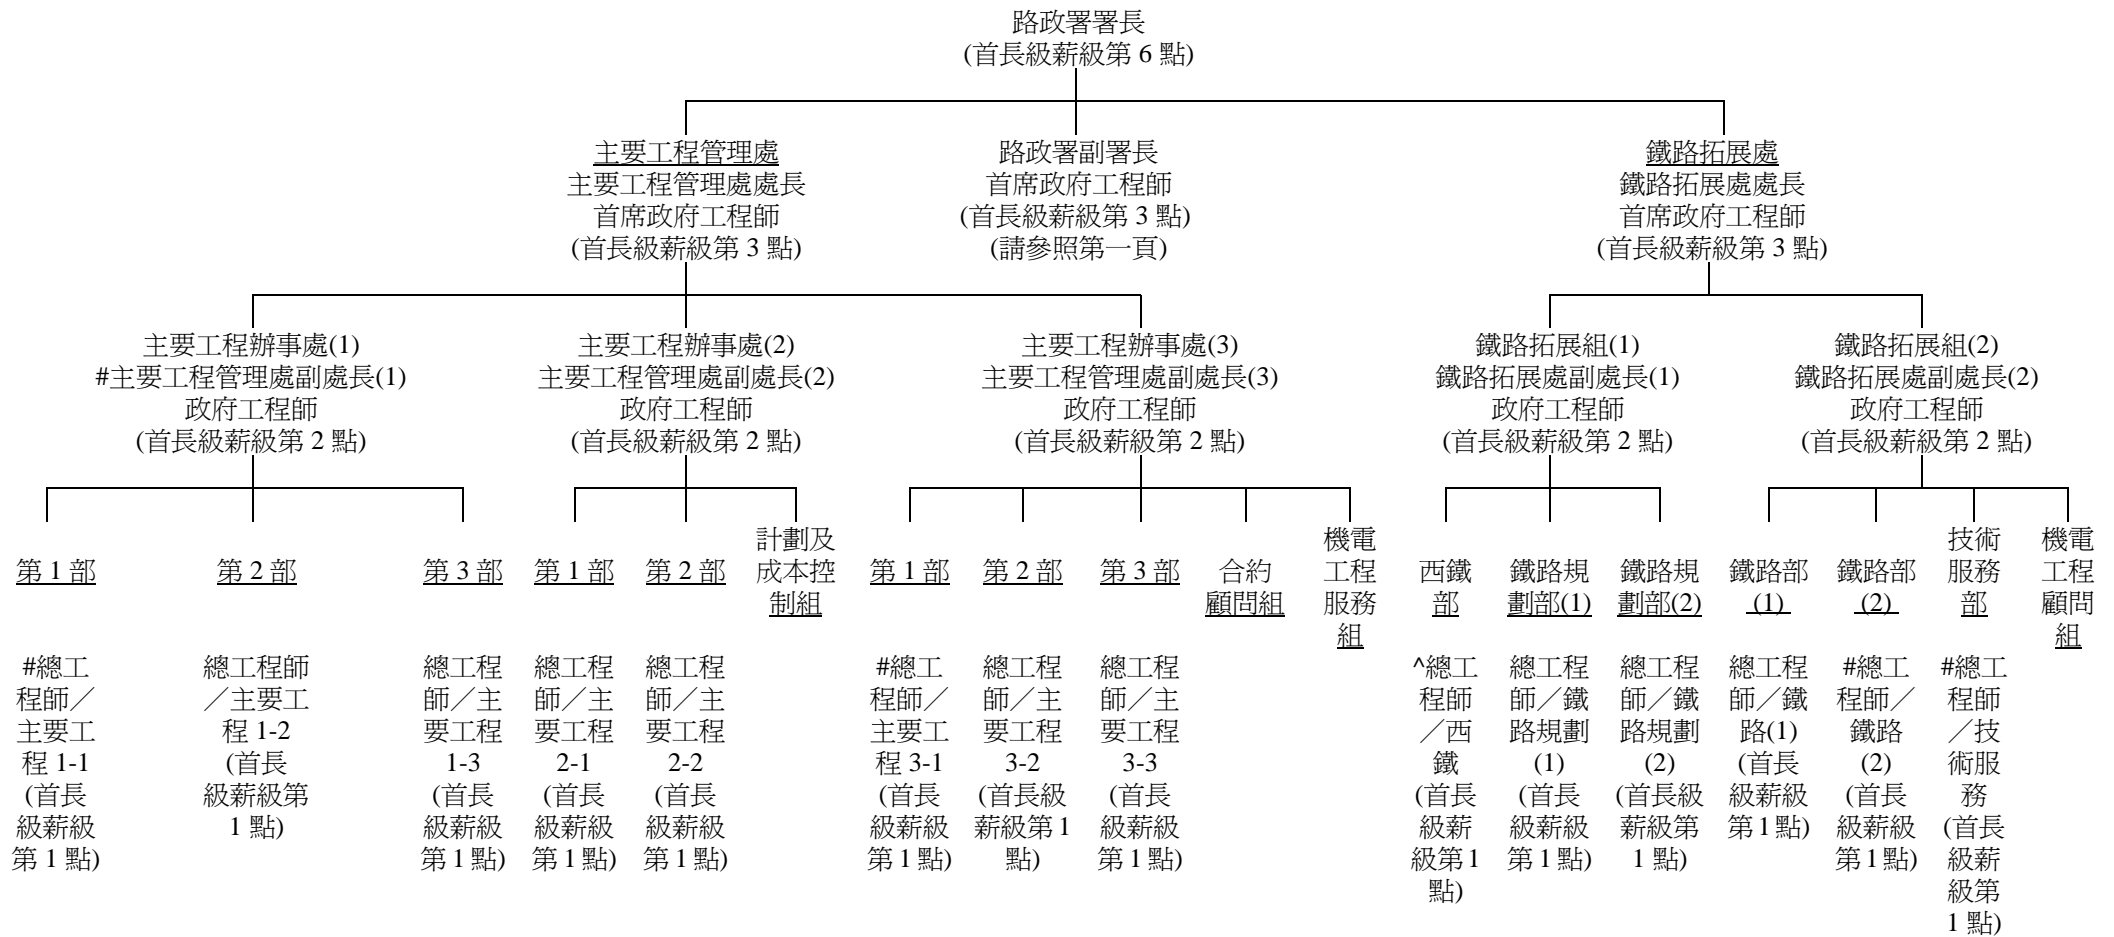 路政署署長
(首長級薪級第 6 點)
主要工程管理處
主要工程管理處處長
首席政府工程師
(首長級薪級第 3 點)
路政署副署長
首席政府工程師
(首長級薪級第 3 點)
(請參照第一頁)
鐵路拓展處
鐵路拓展處處長
首席政府工程師
(首長級薪級第 3 點)
主要工程辦事處(1)
#主要工程管理處副處長(1)
政府工程師
(首長級薪級第 2 點)
主要工程辦事處(2)
主要工程管理處副處長(2)
政府工程師
(首長級薪級第 2 點)
主要工程辦事處(3)
主要工程管理處副處長(3)
政府工程師
(首長級薪級第 2 點)
鐵路拓展組(1)
鐵路拓展處副處長(1)
政府工程師
(首長級薪級第 2 點)
鐵路拓展組(2)
鐵路拓展處副處長(2)
政府工程師
(首長級薪級第 2 點)
第 1 部
#總工
程師／
主要工
程 1-1
(首長
級薪級
第 1 點)
第 2 部
總工程師
／主要工
程 1-2
(首長
級薪級第
1 點)
第 3 部
總工程
師／主
要工程
1-3
(首長
級薪級
第 1 點)
第 1 部
總工程
師／主
要工程
2-1
(首長
級薪級
第 1 點)
第 2 部
總工程
師／主
要工程
2-2
(首長
級薪級
第 1 點)
計劃及
成本控
制組
第 1 部
#總工
程師／
主要工
程 3-1
(首長
級薪級
第 1 點)
第 2 部
總工程
師／主
要工程
3-2
(首長級
薪級第 1
點)
第 3 部
總工程
師／主
要工程
3-3
(首長
級薪級
第 1 點)
合約
顧問組
機電
工程
服務
組
西鐵
部
^總工
程師
／西
鐵
(首長
級薪
級第 1
點)
鐵路規
劃部(1)
總工程
師／鐵
路規劃
(1)
(首長
級薪級
第 1 點)
鐵路規
劃部(2)
總工程
師／鐵
路規劃
(2)
(首長級
薪級第
1 點)
鐵路部
(1)
總工程
師／鐵
路(1)
(首長
級薪級
第 1 點)
鐵路部
(2)
#總工
程師／
鐵路
(2)
(首長
級薪級
第 1 點)
技術
服務
部
#總工
程師
／技
術服
務
(首長
級薪
級第
1 點)
機電
工程
顧問
組